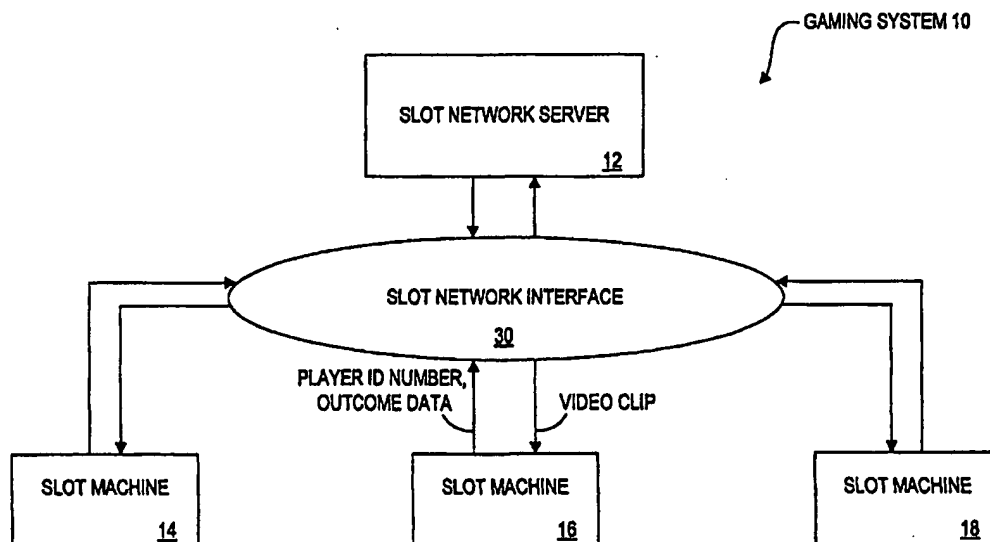 GAMING SYSTEM 10
SLOT NETWORK SERVER
12
SLOT NETWORK INTERFACE
30
PLAYER ID NUMBER,
OUTCOME DATA
VIDEO CLIP
SLOT MACHINE
14
SLOT MACHINE
16
SLOT MACHINE
18